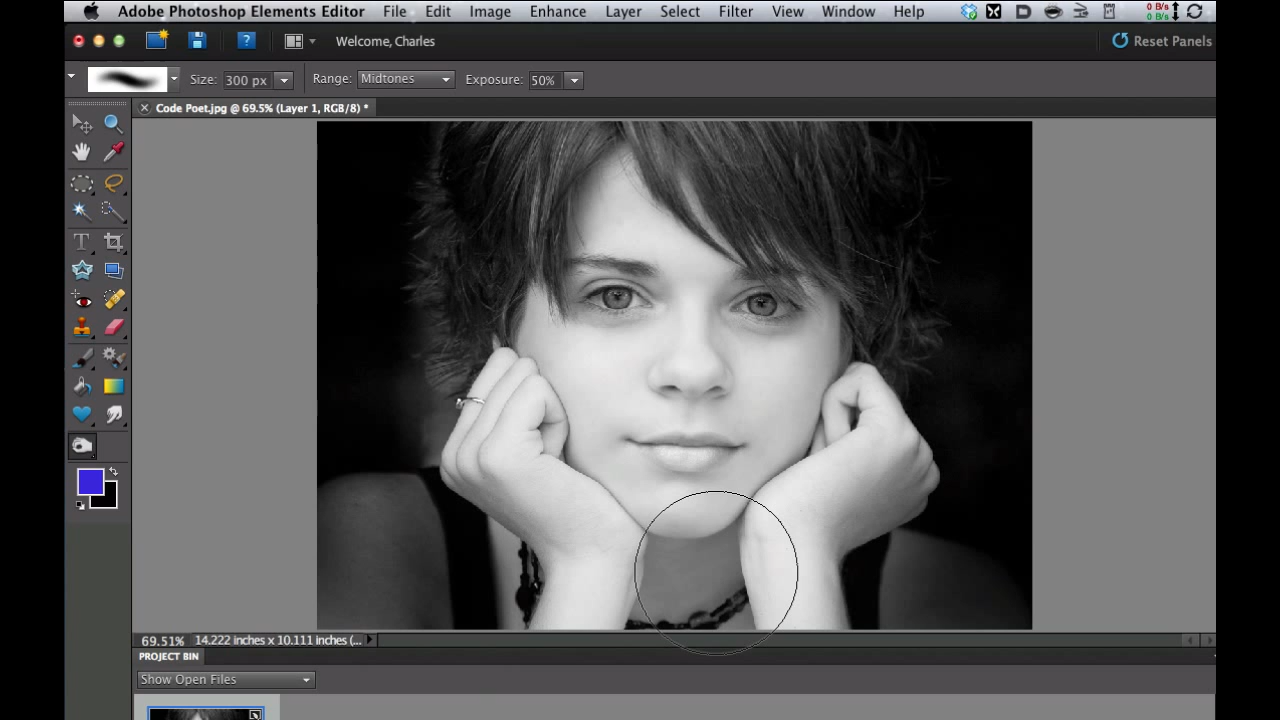 Adobe Photoshop Elements Editor File Edit Image Enhance Layer Select Filter View Window Help 0 B/s
0 B/s
Welcome, Charles Reset Panels
Size: 300 px Range: Midtones Exposure: 50%
Code Poet.jpg @ 69.5% (Layer 1, RGB/8) *
T
69.51% 14.222 inches x 10.111 inches (...
PROJECT BIN
Show Open Files